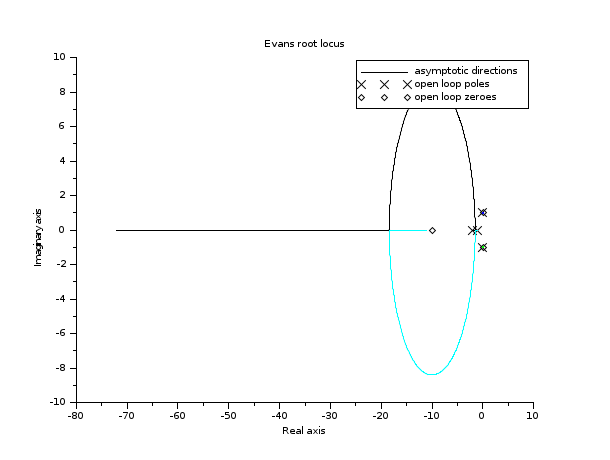 Evans root locus
asymptotic directions
open loop poles
open loop zeroes
10
8
6
4
2
0
-2
-4
-6
-8
-10
Imaginary axis
-80 -70 -60 -50 -40 -30 -20 -10 0 10
Real axis